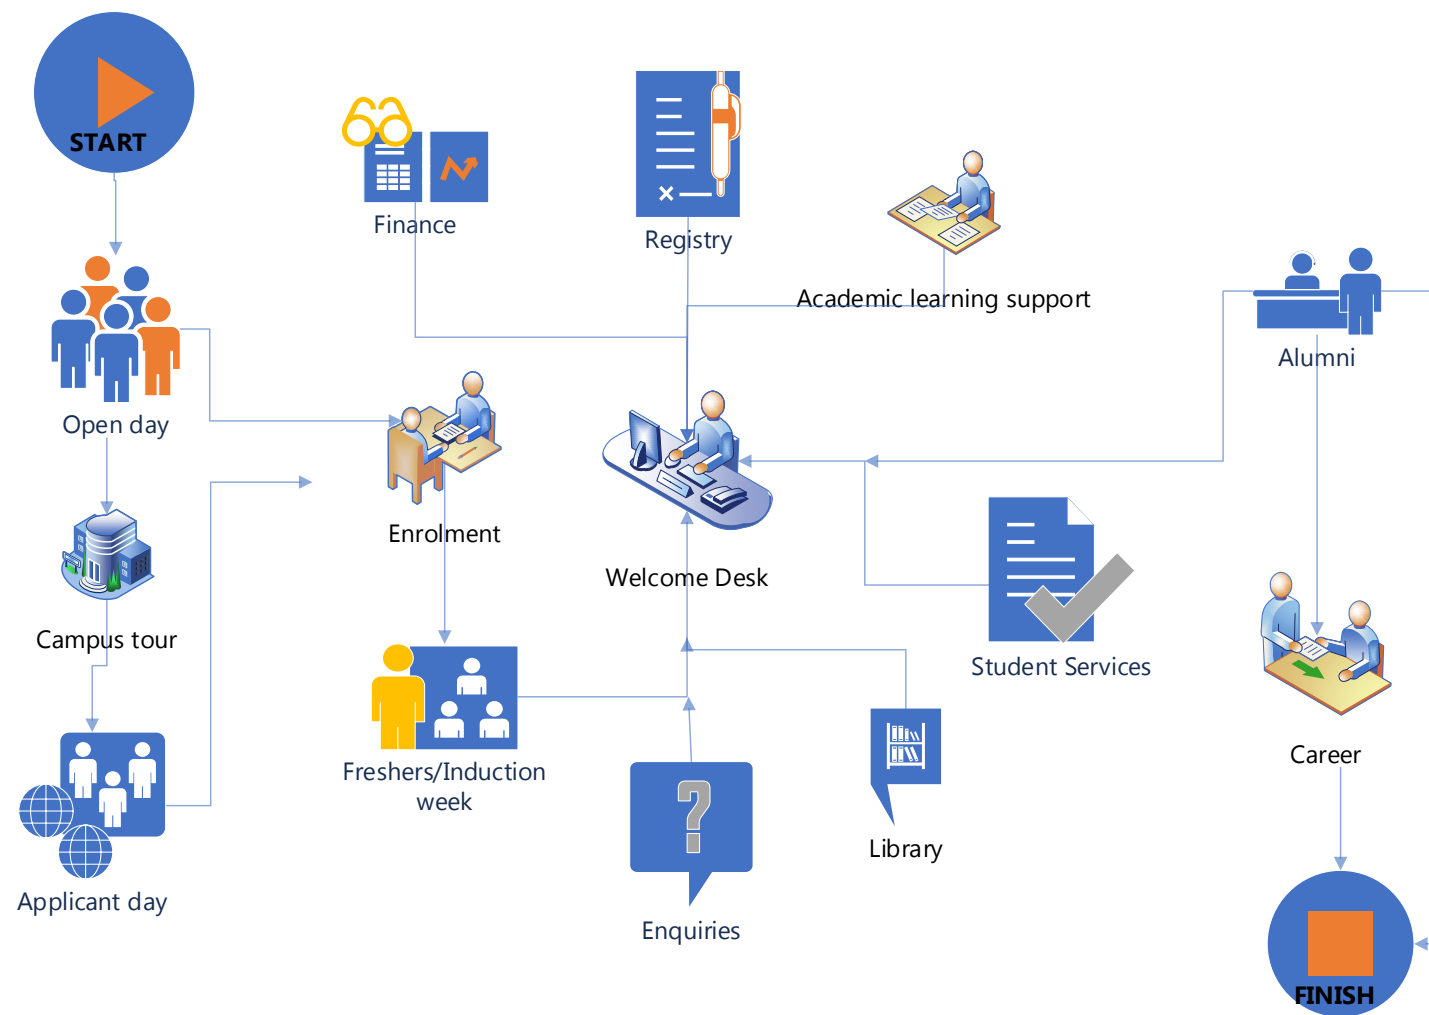 START
Finance
Registry
Academic learning support
Alumni
Open day
Enrolment
Welcome Desk
Campus tour
Student Services
Freshers/Induction
week
Career
Library
Applicant day
Enquiries
FINISH